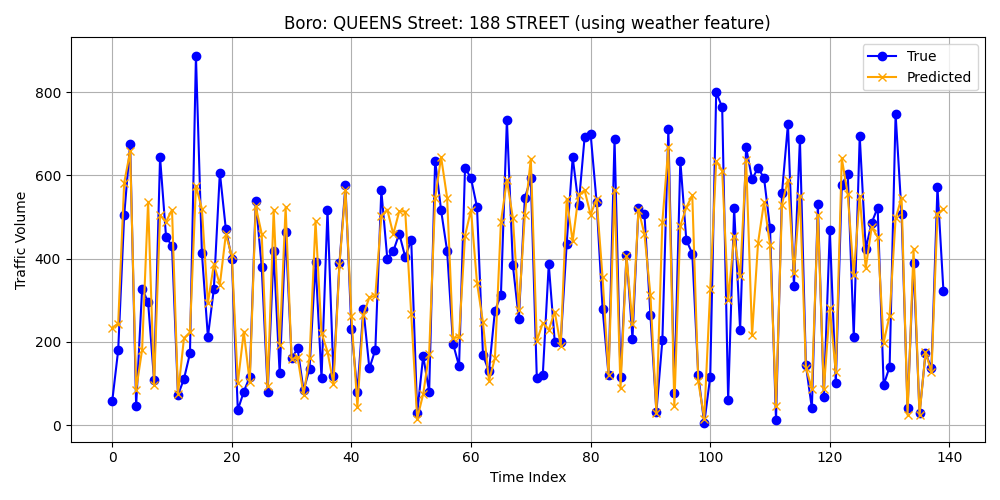 Boro: QUEENS Street: 188 STREET (using weather feature)
True
Predicted
Traffic Volume
800
600
400
200
0
0 20 40 60 80 100 120 140
Time Index